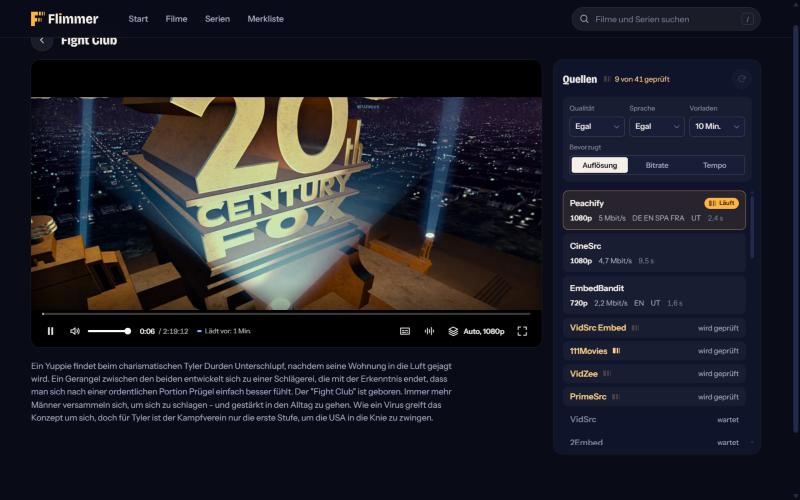 Flimmer
Start Filme Serien Merkliste
Filme und Serien suchen /
Fight Club
20th
CENTURY
FOX
0:06 / 2:19:12 Lädt vor: 1 Min.
Auto, 1080p
Ein Yuppie findet beim charismatischen Tyler Durden Unterschlupf, nachdem seine Wohnung in die Luft gejagt
wird. Ein Gerangel zwischen den beiden entwickelt sich zu einer Schlägerei, die mit der Erkenntnis endet, dass
man sich nach einer ordentlichen Portion Prügel einfach besser fühlt. Der "Fight Club" ist geboren. Immer mehr
Männer versammeln sich, um sich zu schlagen - und gestärkt in den Alltag zu gehen. Wie ein Virus greift das
Konzept um sich, doch für Tyler ist der Kampfverein nur die erste Stufe, um die USA in die Knie zu zwingen.
Quellen 9 von 41 geprüft
Qualität Sprache Vorladen
Egal Egal 10 Min.
Bevorzugt
Auflösung Bitrate Tempo
Peachify Läuft
1080p 5 Mbit/s DE EN SPA FRA UT 2,4 s
CineSrc
1080p 4,7 Mbit/s 9,5 s
EmbedBandit
720p 2,2 Mbit/s EN UT 1,6 s
VidSrc Embed wird geprüft
111Movies wird geprüft
VidZee wird geprüft
PrimeSrc wird geprüft
VidSrc wartet
2Embed wartet